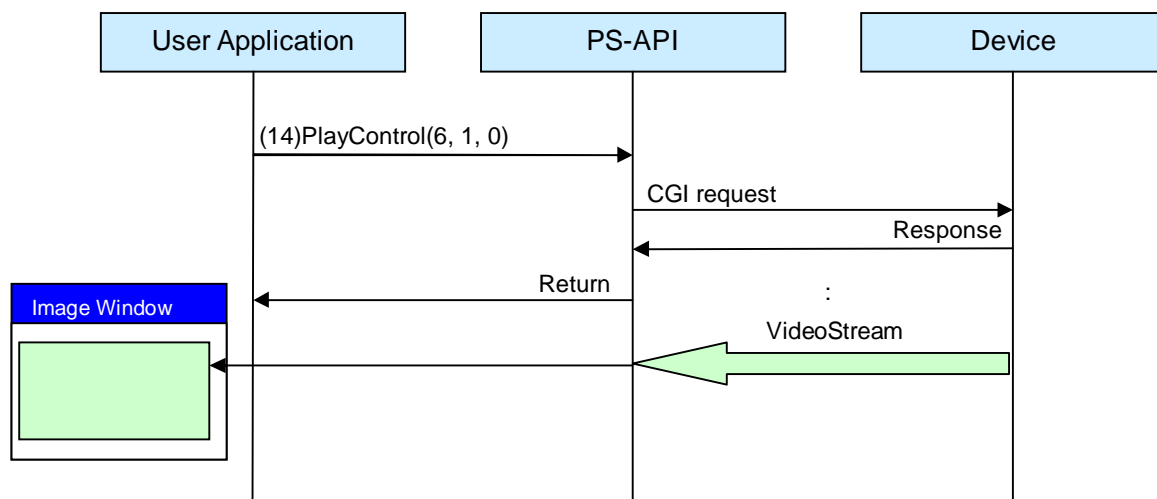 User Application
PS-API
Device
(14)PlayControl(6, 1, 0)
CGI request
Response
Return
:
Image Window
VideoStream